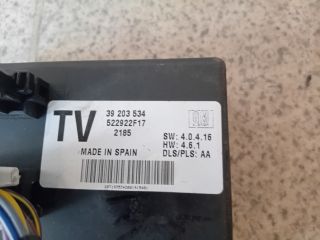 TV
39 203 534
522922F17
2185
MADE IN SPAIN
SW: 4.0.4.16
HW: 4.6.1
DLS/PLS: AA